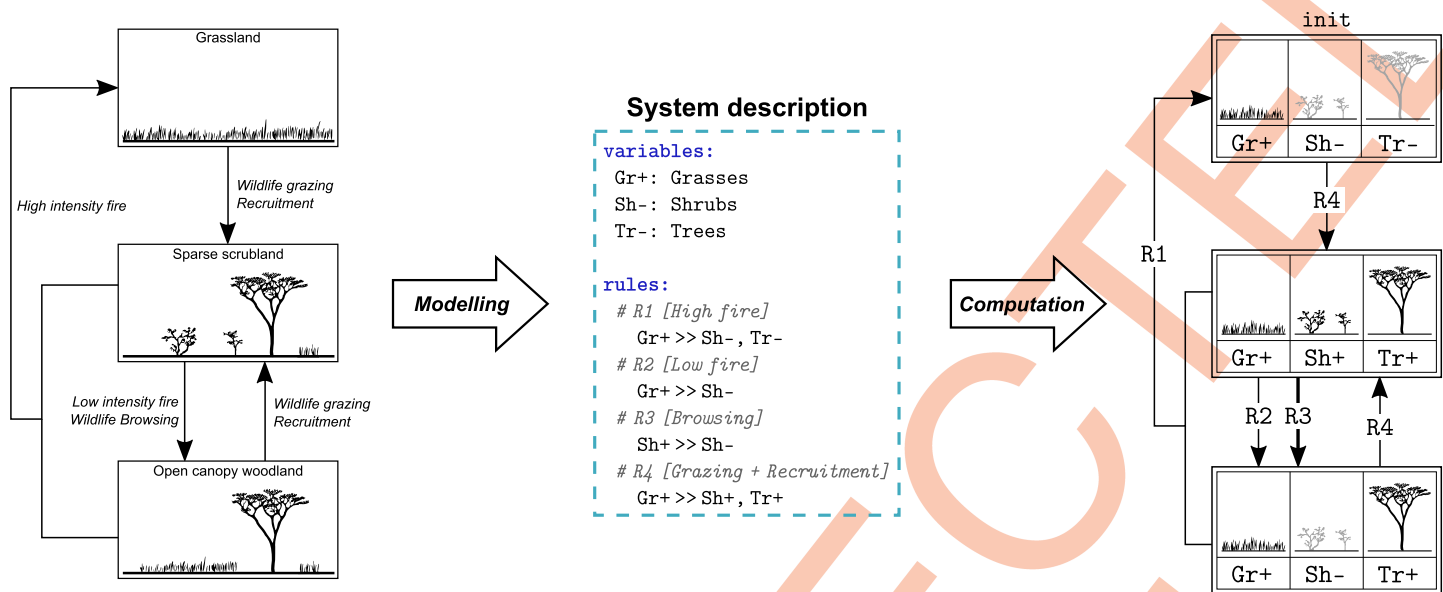 Grassland
High intensity fire
Wildlife grazing
Recruitment
Sparse scrubland
Low intensity fire
Wildlife Browsing
Wildlife grazing
Recruitment
Open canopy woodland
Modelling
System description
variables:
Gr+: Grasses
Sh-: Shrubs
Tr-: Trees
rules:
# R1 [High fire]
Gr+ >> Sh-, Tr-
# R2 [Low fire]
Gr+ >> Sh-
# R3 [Browsing]
Sh+ >> Sh-
# R4 [Grazing + Recruitment]
Gr+ >> Sh+, Tr+
Computation
init
Gr+ Sh- Tr-
R4
R1
Gr+ Sh+ Tr+
R2 R3 R4
Gr+ Sh- Tr+